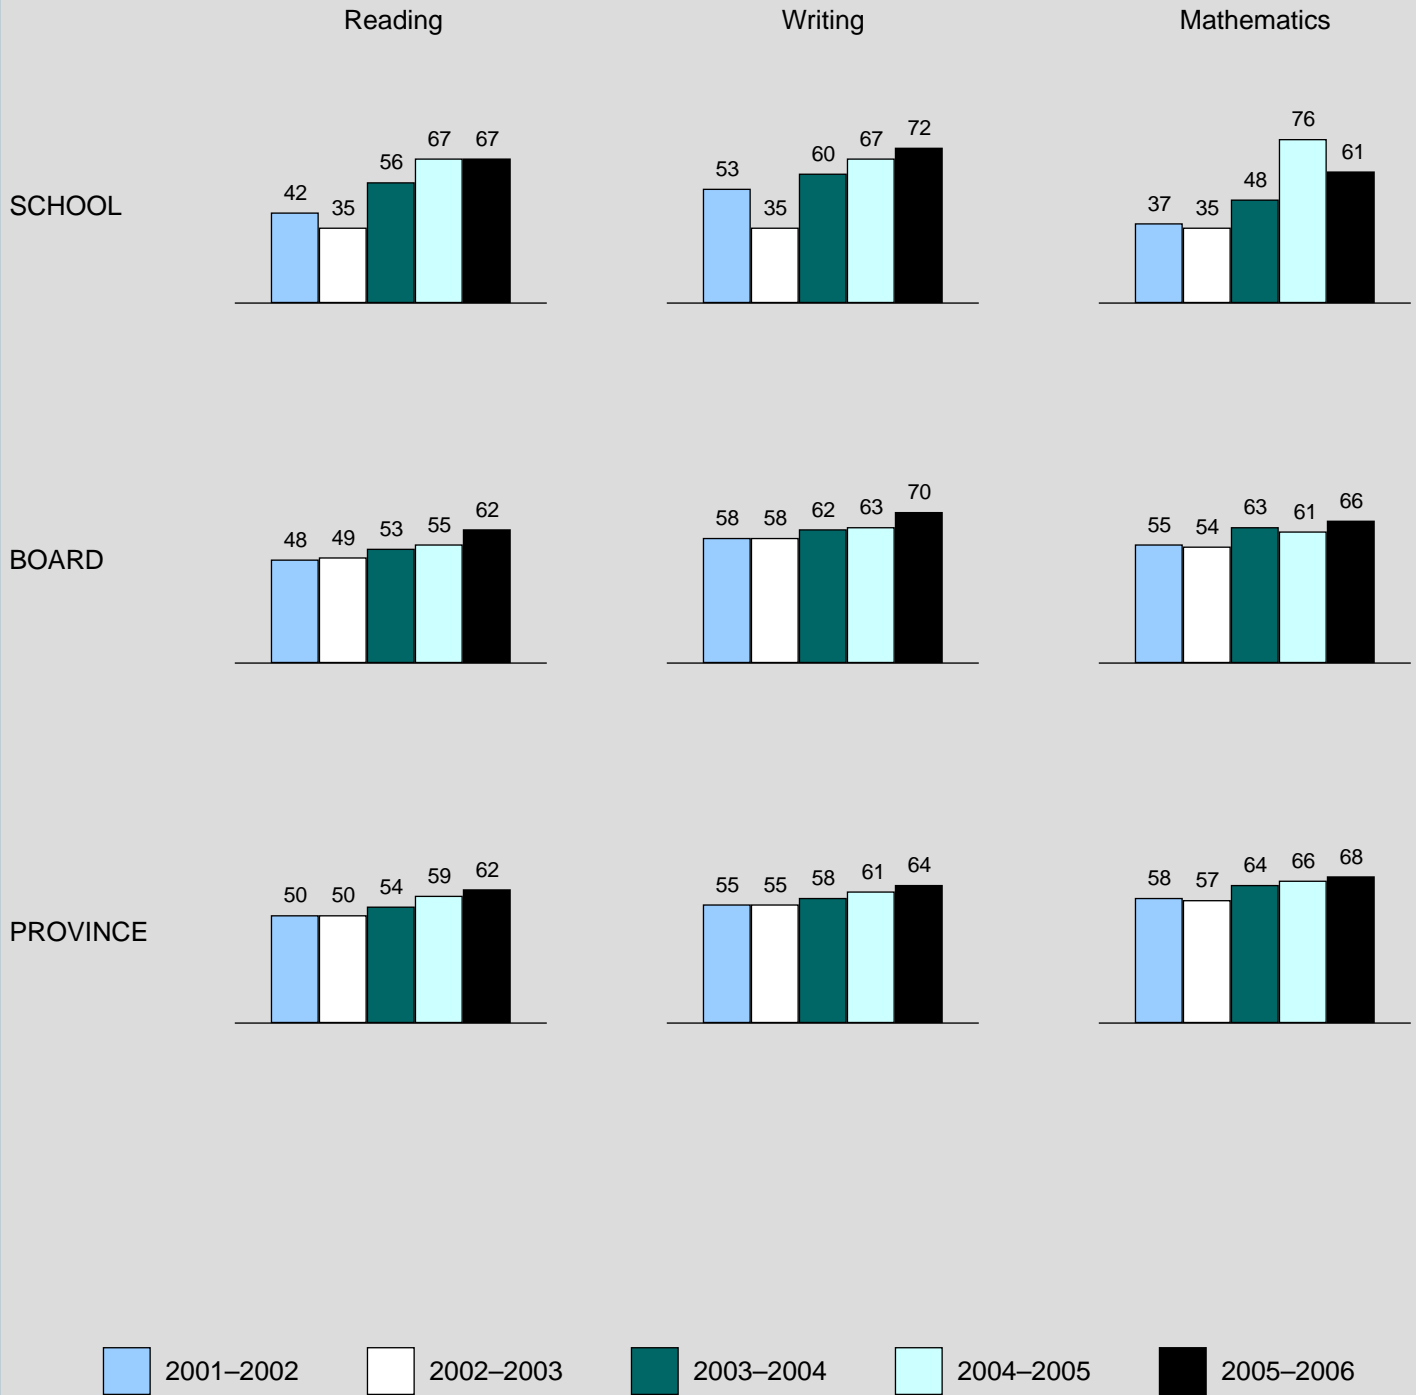 Reading Writing Mathematics
SCHOOL
42 35 56 67 67
53 35 60 67 72
37 35 48 76 61
BOARD
48 49 53 55 62
58 58 62 63 70
55 54 63 61 66
PROVINCE
50 50 54 59 62
55 55 58 61 64
58 57 64 66 68
2001–2002 2002–2003 2003–2004 2004–2005 2005–2006